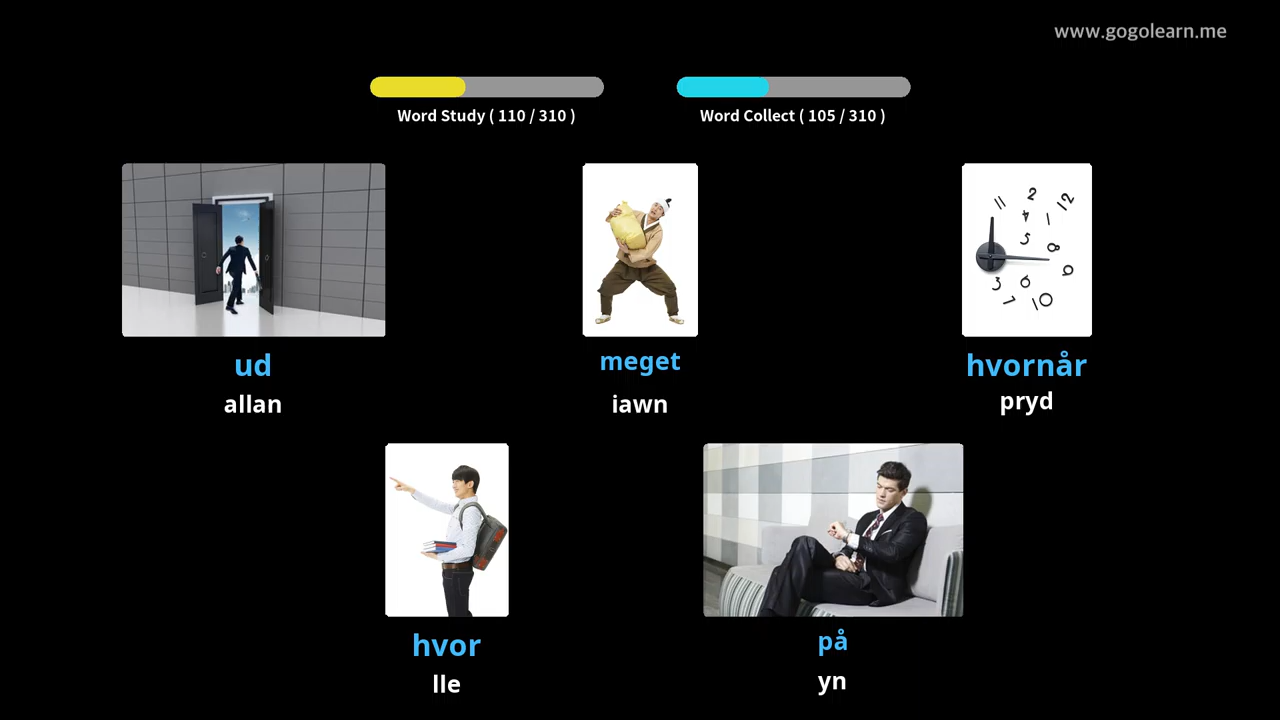 www.gogolearn.me
Word Study ( 110 / 310 )
Word Collect ( 105 / 310 )
ud
allan
meget
iawn
hvornår
pryd
hvor
lle
på
yn